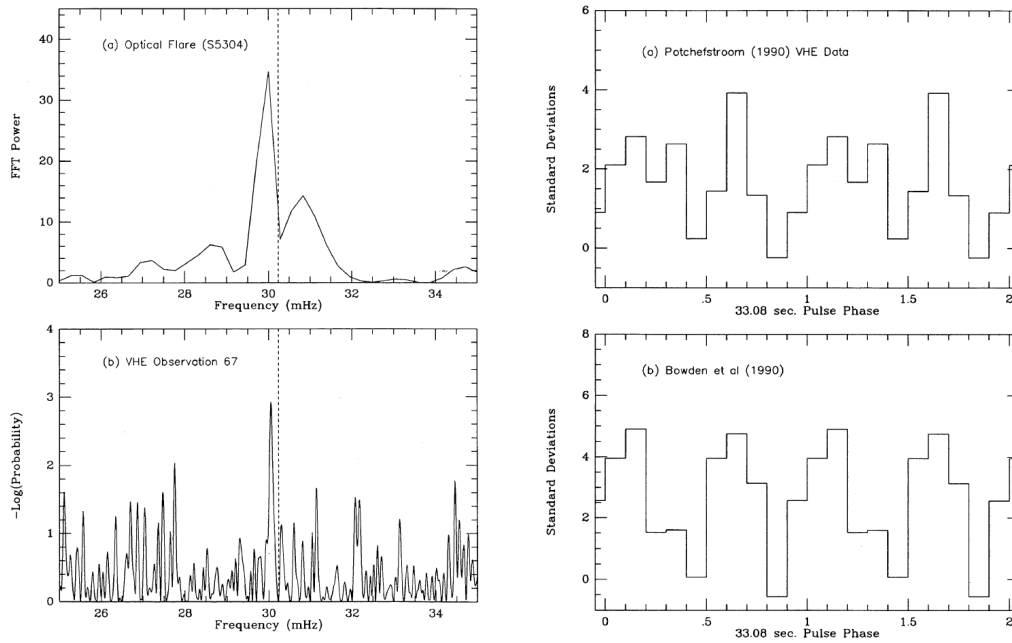 (a) Optical Flare (S5304)
FFT Power
40
30
20
10
0
26 28 30 32 34
Frequency (mHz)
(b) VHE Observation 67
-Log(Probability)
4
3
2
1
0
26 28 30 32 34
Frequency (mHz)
(a) Potchefstroom (1990) VHE Data
Standard Deviations
6
4
2
0
0 .5 1 1.5 2
33.08 sec. Pulse Phase
(b) Bowden et al (1990)
Standard Deviations
8
6
4
2
0
0 .5 1 1.5 2
33.08 sec. Pulse Phase